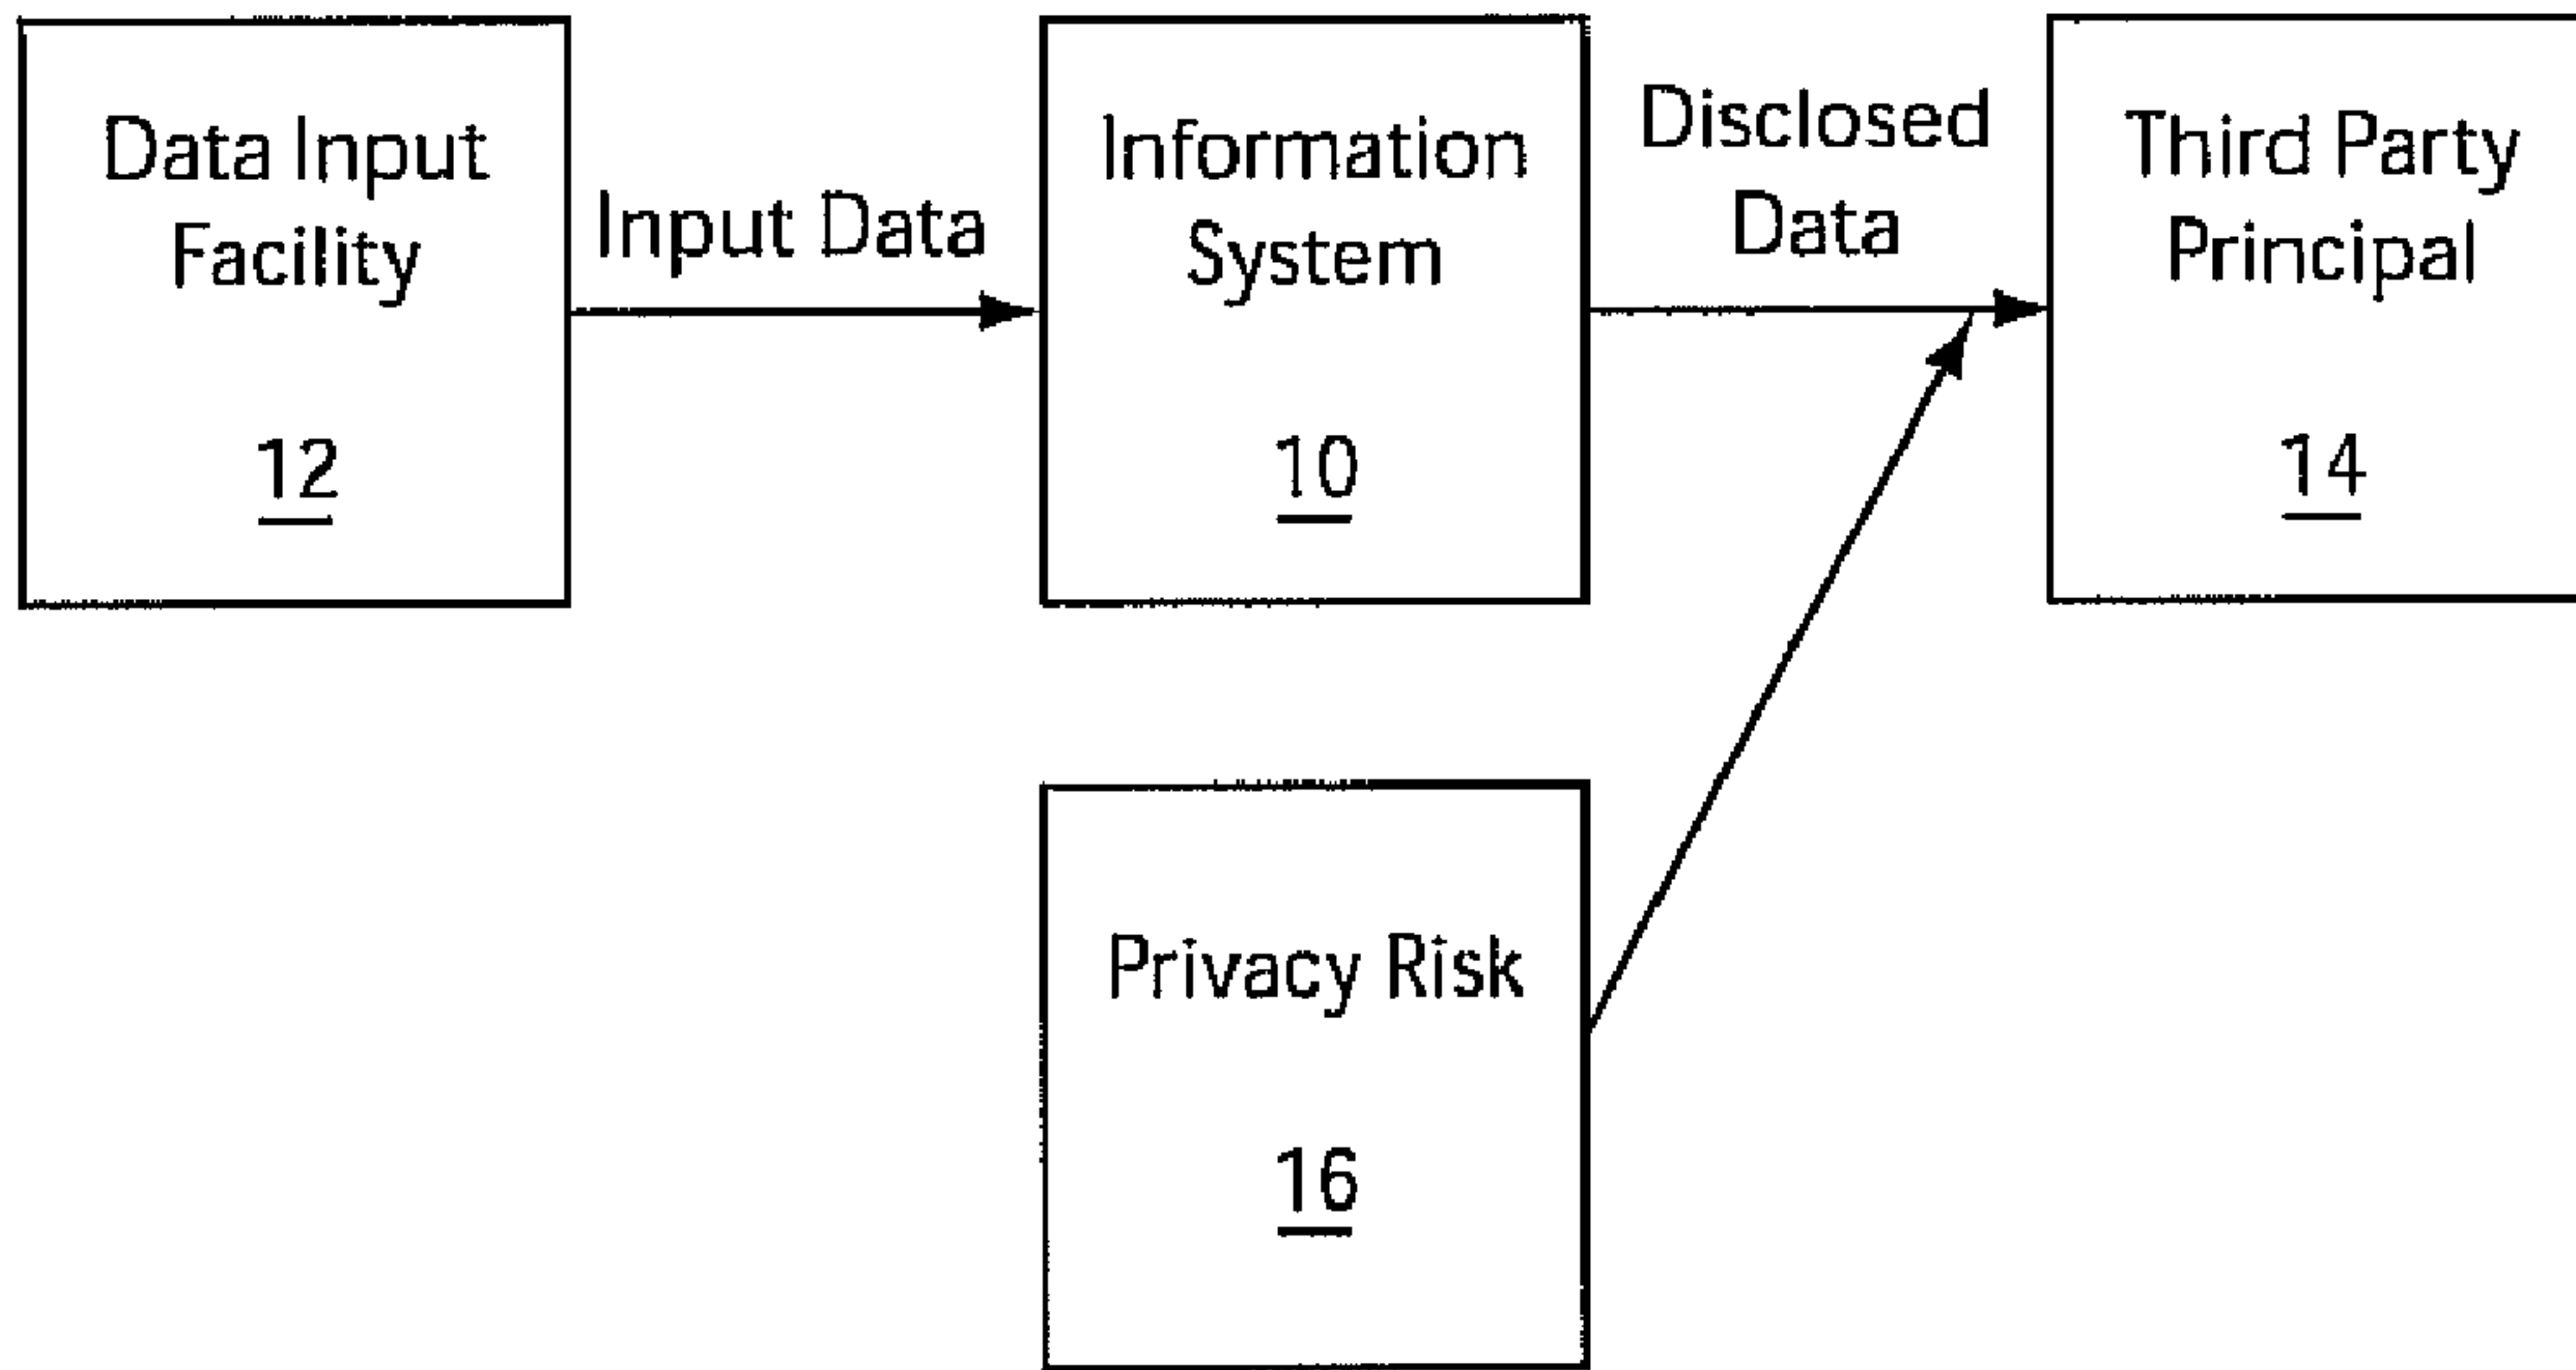 Data Input
Facility
12
Input Data
Information
System
10
Disclosed
Data
Third Party
Principal
14
Privacy Risk
16